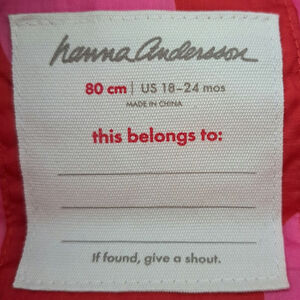 hanna andersson
80 cm | US 18-24 mos
MADE IN CHINA
this belongs to:
If found, give a shout.